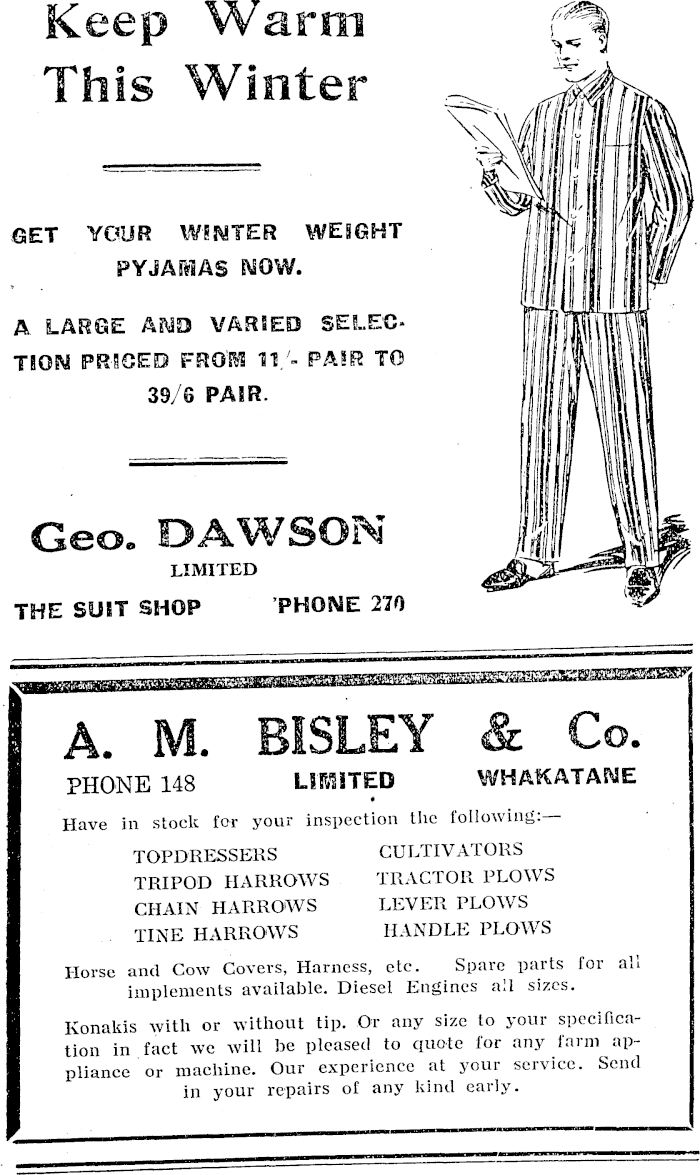 Keep Warm
This Winter
GET YOUR WINTER WEIGHT
PYJAMAS NOW.
A LARGE AND VARIED SELEC-
TION PRICED FROM 11/- PAIR TO
39/6 PAIR.
Geo. DAWSON
LIMITED
THE SUIT SHOP 'PHONE 270
A. M. BISLEY & Co.
PHONE 148 LIMITED WHAKATANE
Have in stock for your inspection the following:—
TOPDRESSERS CULTIVATORS
TRIPOD HARROWS TRACTOR PLOWS
CHAIN HARROWS LEVER PLOWS
TINE HARROWS HANDLE PLOWS
Horse and Cow Covers, Harness, etc. Spare parts for all
implements available. Diesel Engines all sizes.
Konakis with or without tip. Or any size to your specifica-
tion in fact we will be pleased to quote for any farm ap-
pliance or machine. Our experience at your service. Send
in your repairs of any kind early.